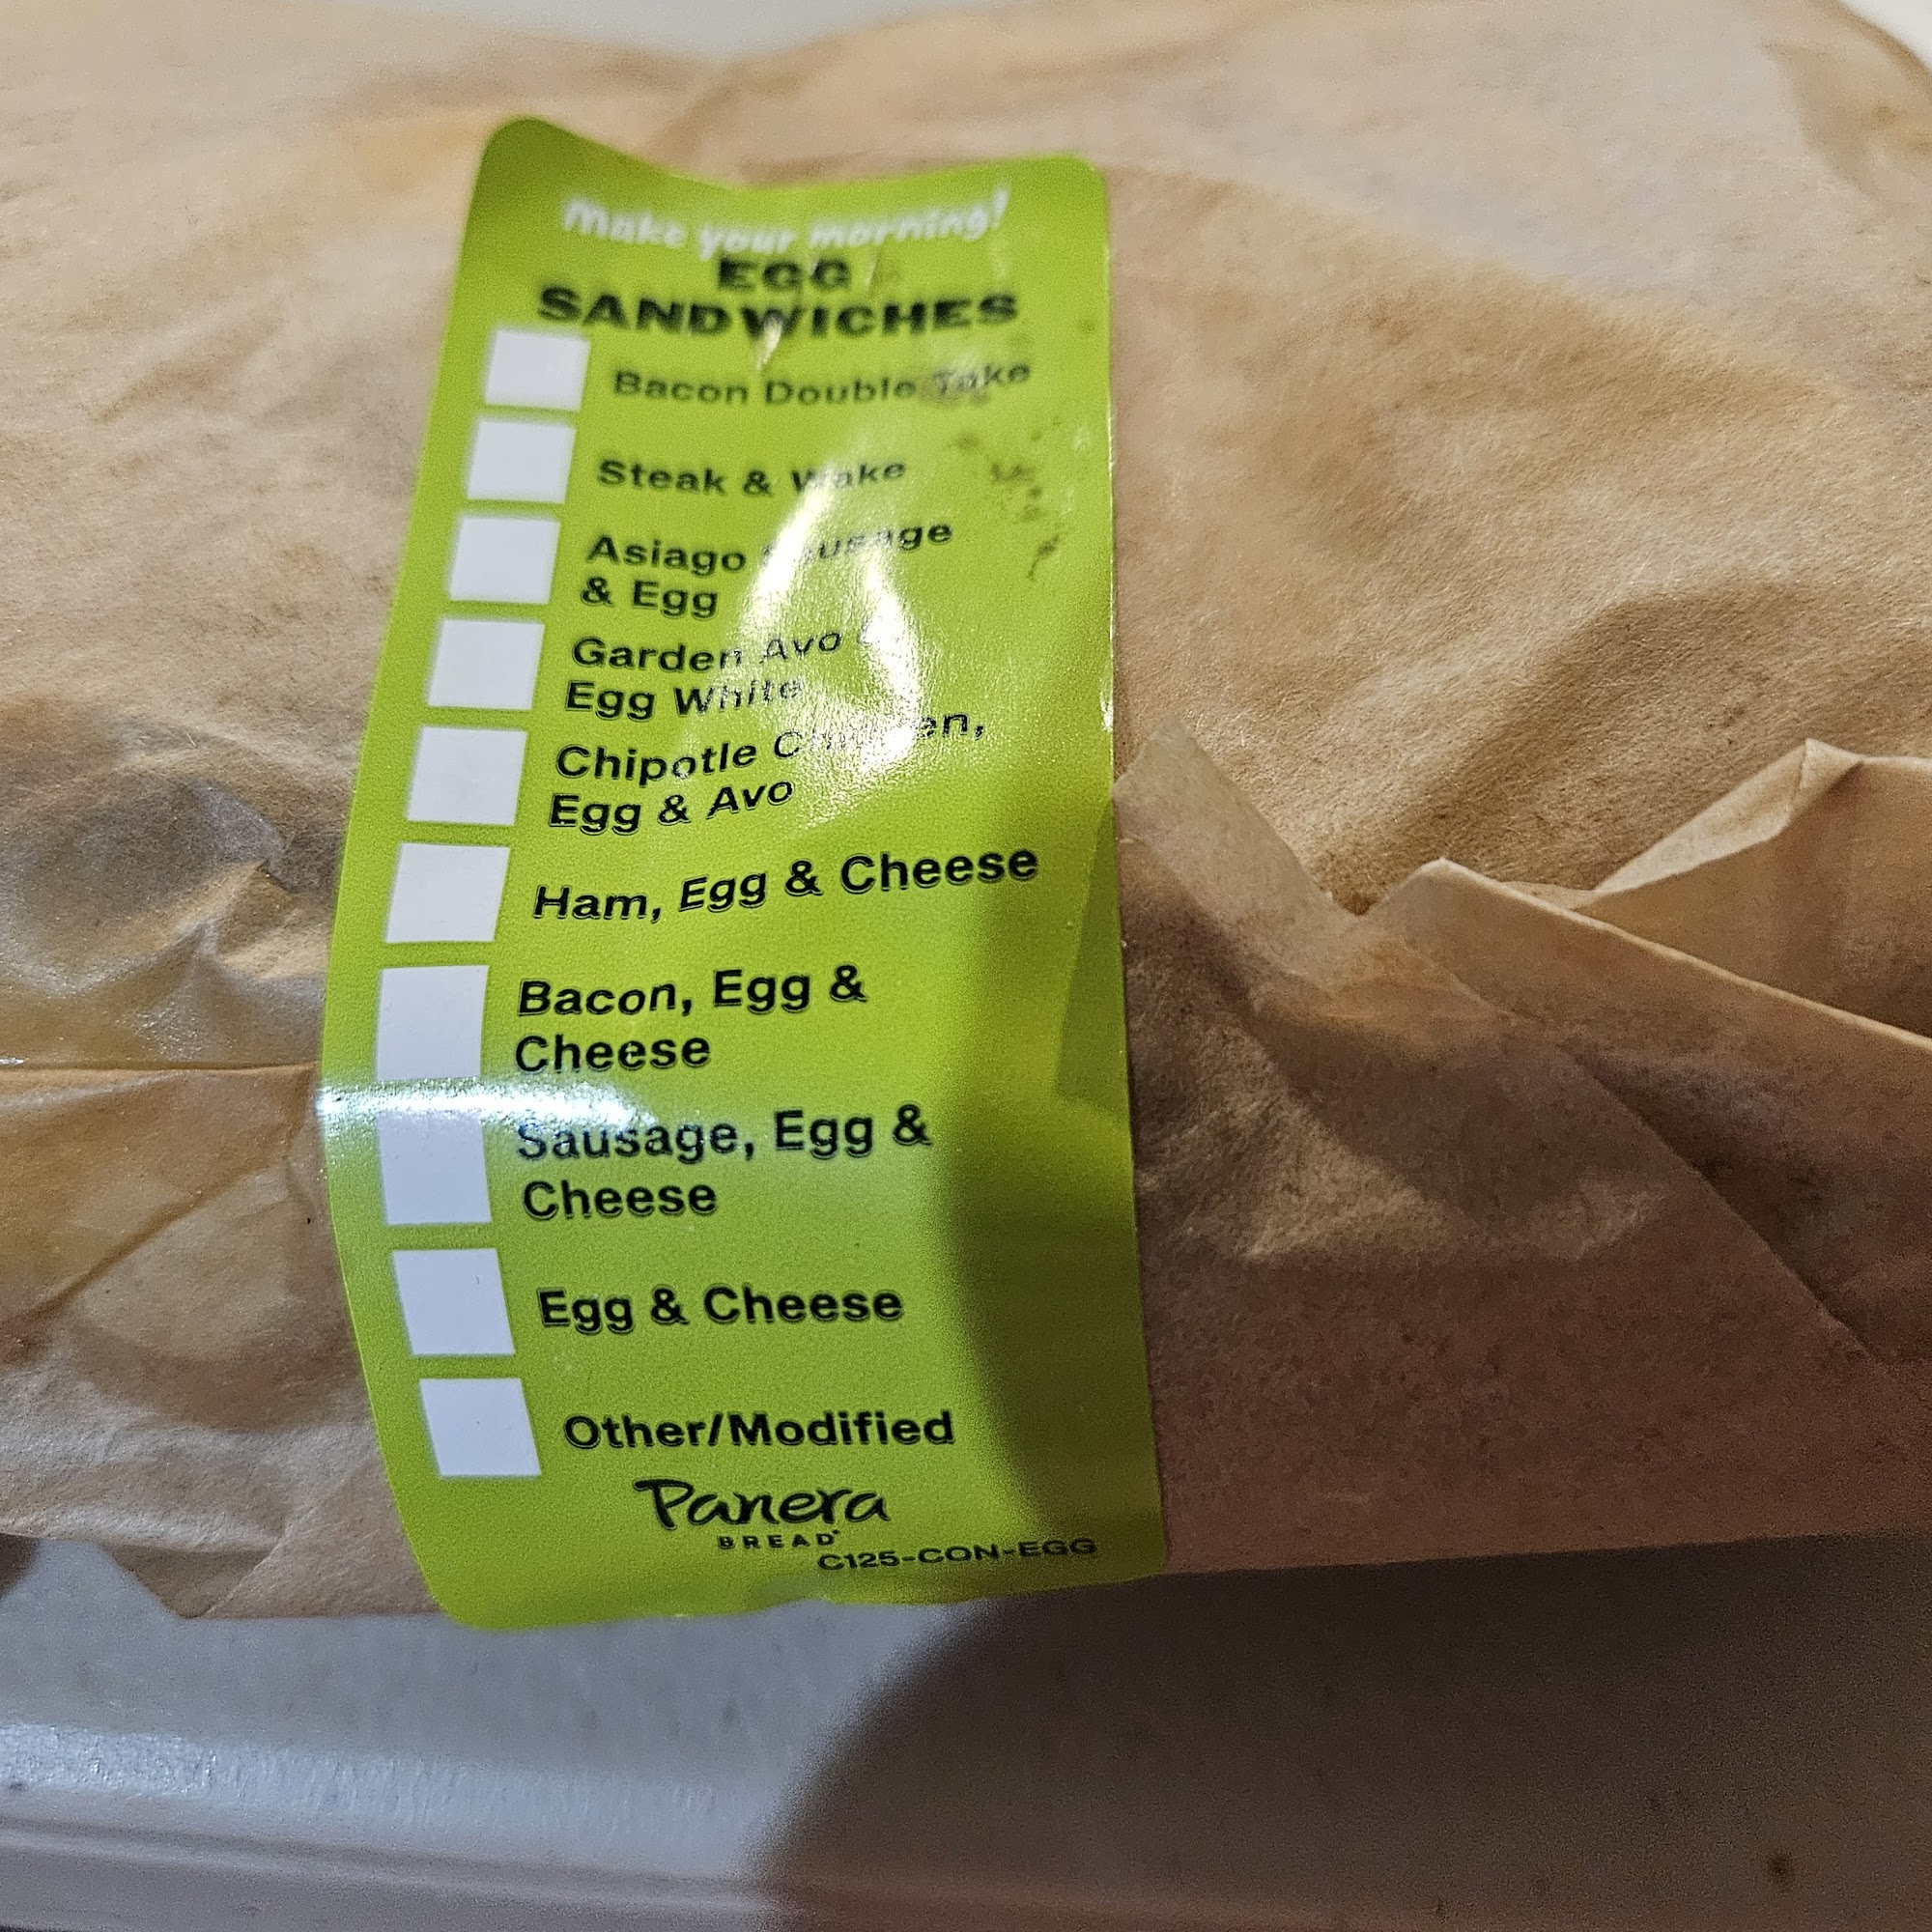 Make your morning!
EGG
SANDWICHES
Bacon Double Take
Steak & Wake
Asiago Sausage
& Egg
Garden Avo &
Egg White
Chipotle Chicken,
Egg & Avo
Ham, Egg & Cheese
Bacon, Egg &
Cheese
Sausage, Egg &
Cheese
Egg & Cheese
Other/Modified
Panera
BREAD
C125-CON-EGG